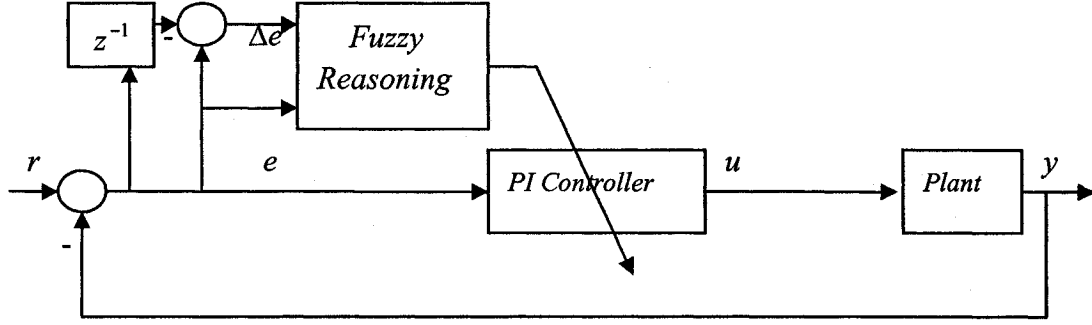 z⁻¹
-
Δe
Fuzzy
Reasoning
r
e
PI Controller
u
Plant
y
-